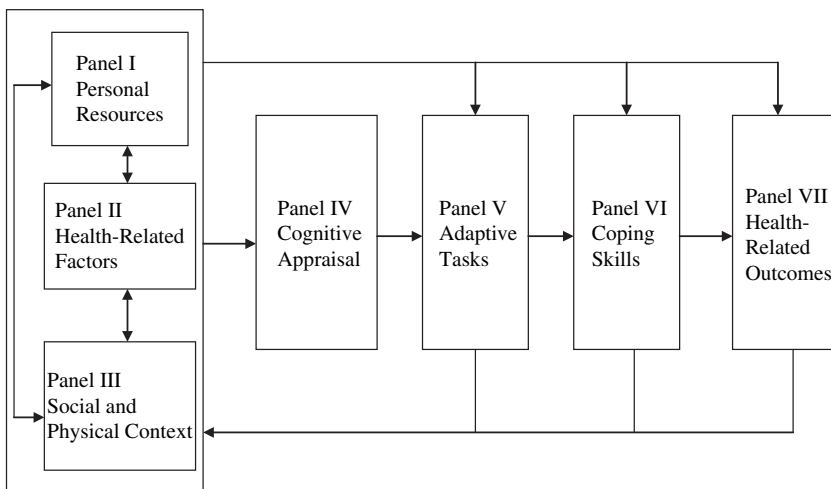 Panel I
Personal
Resources
Panel II
Health-Related
Factors
Panel III
Social and
Physical Context
Panel IV
Cognitive
Appraisal
Panel V
Adaptive
Tasks
Panel VI
Coping
Skills
Panel VII
Health-
Related
Outcomes